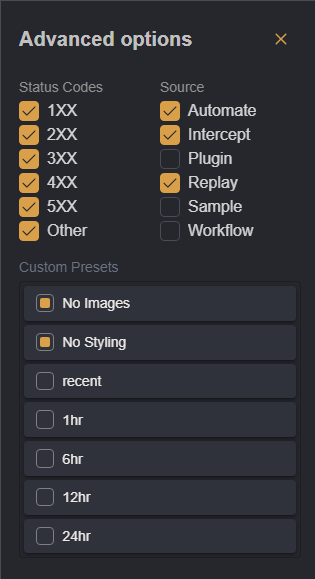 Advanced options
Status Codes
1XX
2XX
3XX
4XX
5XX
Other
Source
Automate
Intercept
Plugin
Replay
Sample
Workflow
Custom Presets
No Images
No Styling
recent
1hr
6hr
12hr
24hr